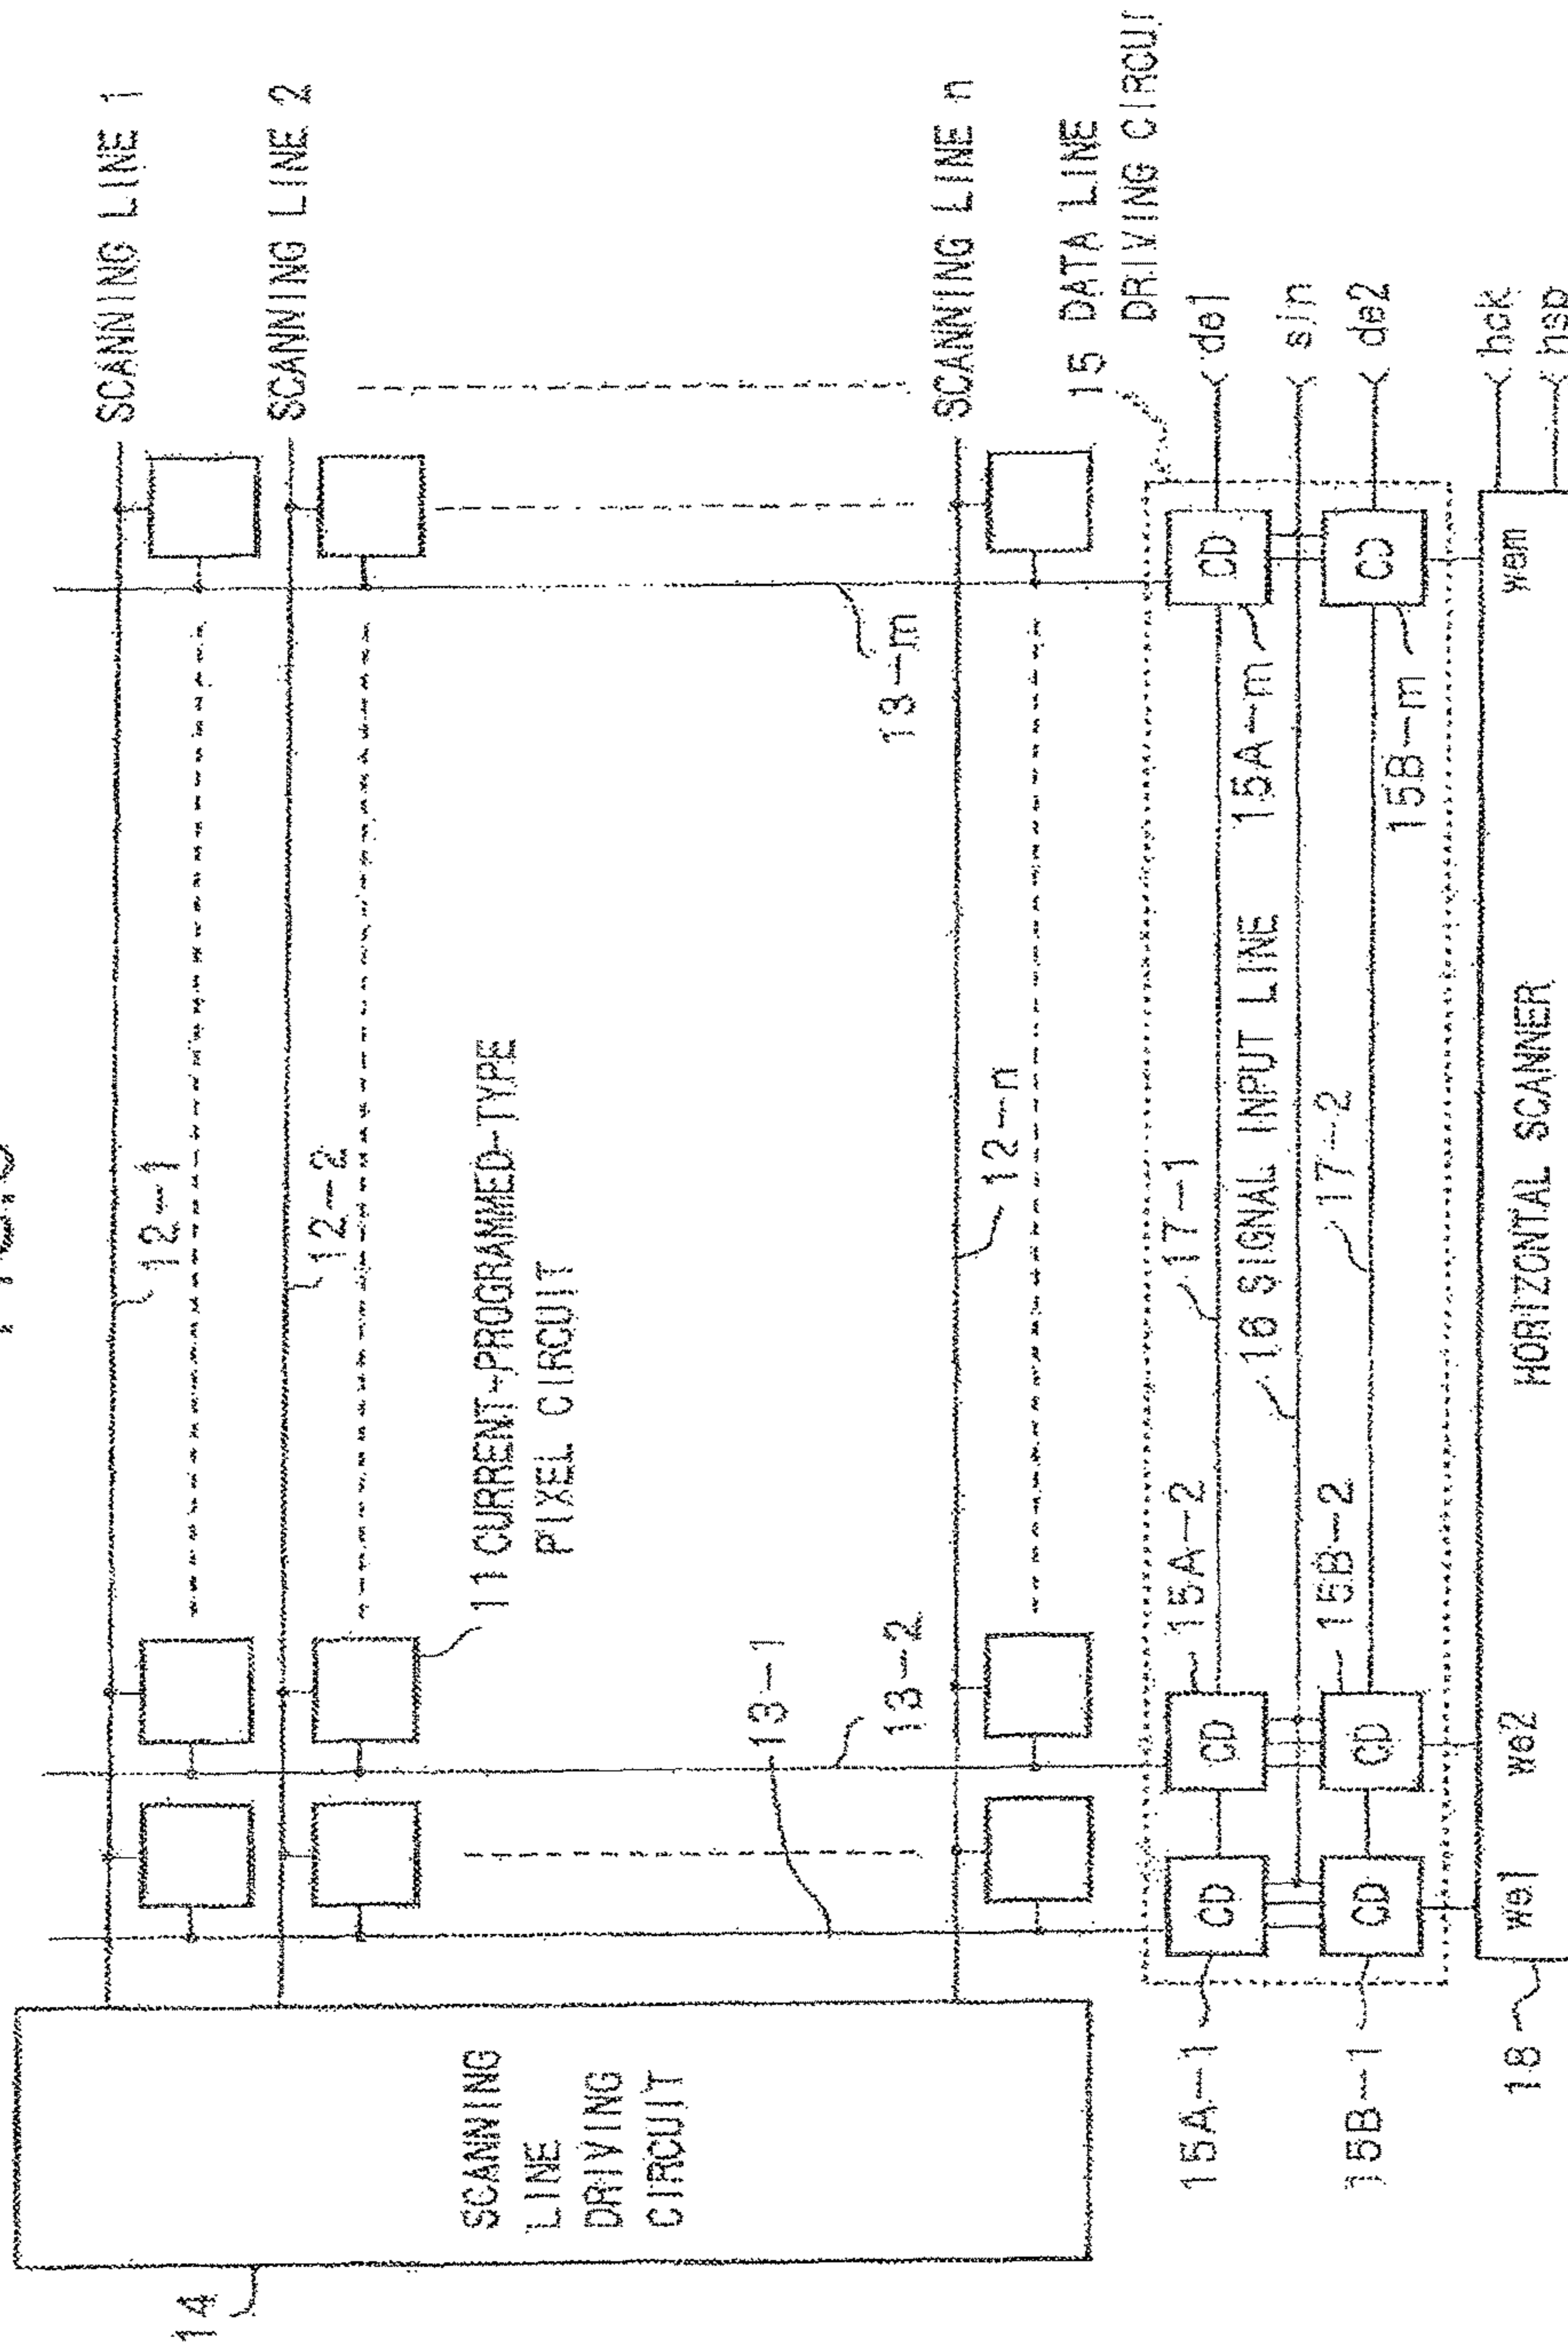 SCANNING LINE 1
12-1
SCANNING LINE 2
12-2
11 CURRENT-PROGRAMMED-TYPE
PIXEL CIRCUIT
14
SCANNING
LINE
DRIVING
CIRCUIT
13-1
13-2
13-m
SCANNING LINE n
12-n
15 DATA LINE
DRIVING CIRCUIT
15A-1
CD
CD
15A-2
17-1
15A-m
CD
de1
16 SIGNAL INPUT LINE
sin
15B-1
CD
CD
15B-2
17-2
15B-m
CD
de2
18
we1
we2
HORIZONTAL SCANNER
wem
hck
hsp